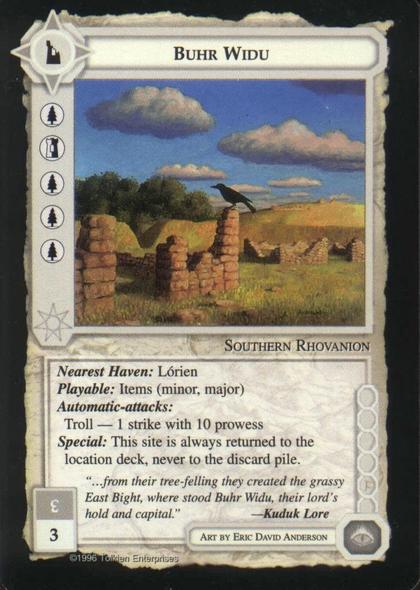 Buhr Widu
Southern Rhovanion
Nearest Haven: Lórien
Playable: Items (minor, major)
Automatic-attacks:
Troll — 1 strike with 10 prowess
Special: This site is always returned to the
location deck, never to the discard pile.
“...from their tree-felling they created the grassy
East Bight, where stood Buhr Widu, their lord's
hold and capital.” —Kuduk Lore
3
Art by Eric David Anderson
©1996 Tolkien Enterprises